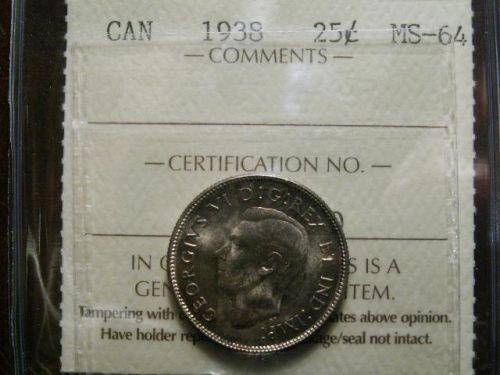 CAN 1938 25¢ MS-64
— COMMENTS —
— CERTIFICATION NO. —
GEORGIVS VI D:G:REX ET IND:IMP:
IN S IS A
GEN ITEM.
Tampering with ates above opinion.
Have holder rep age/seal not intact.